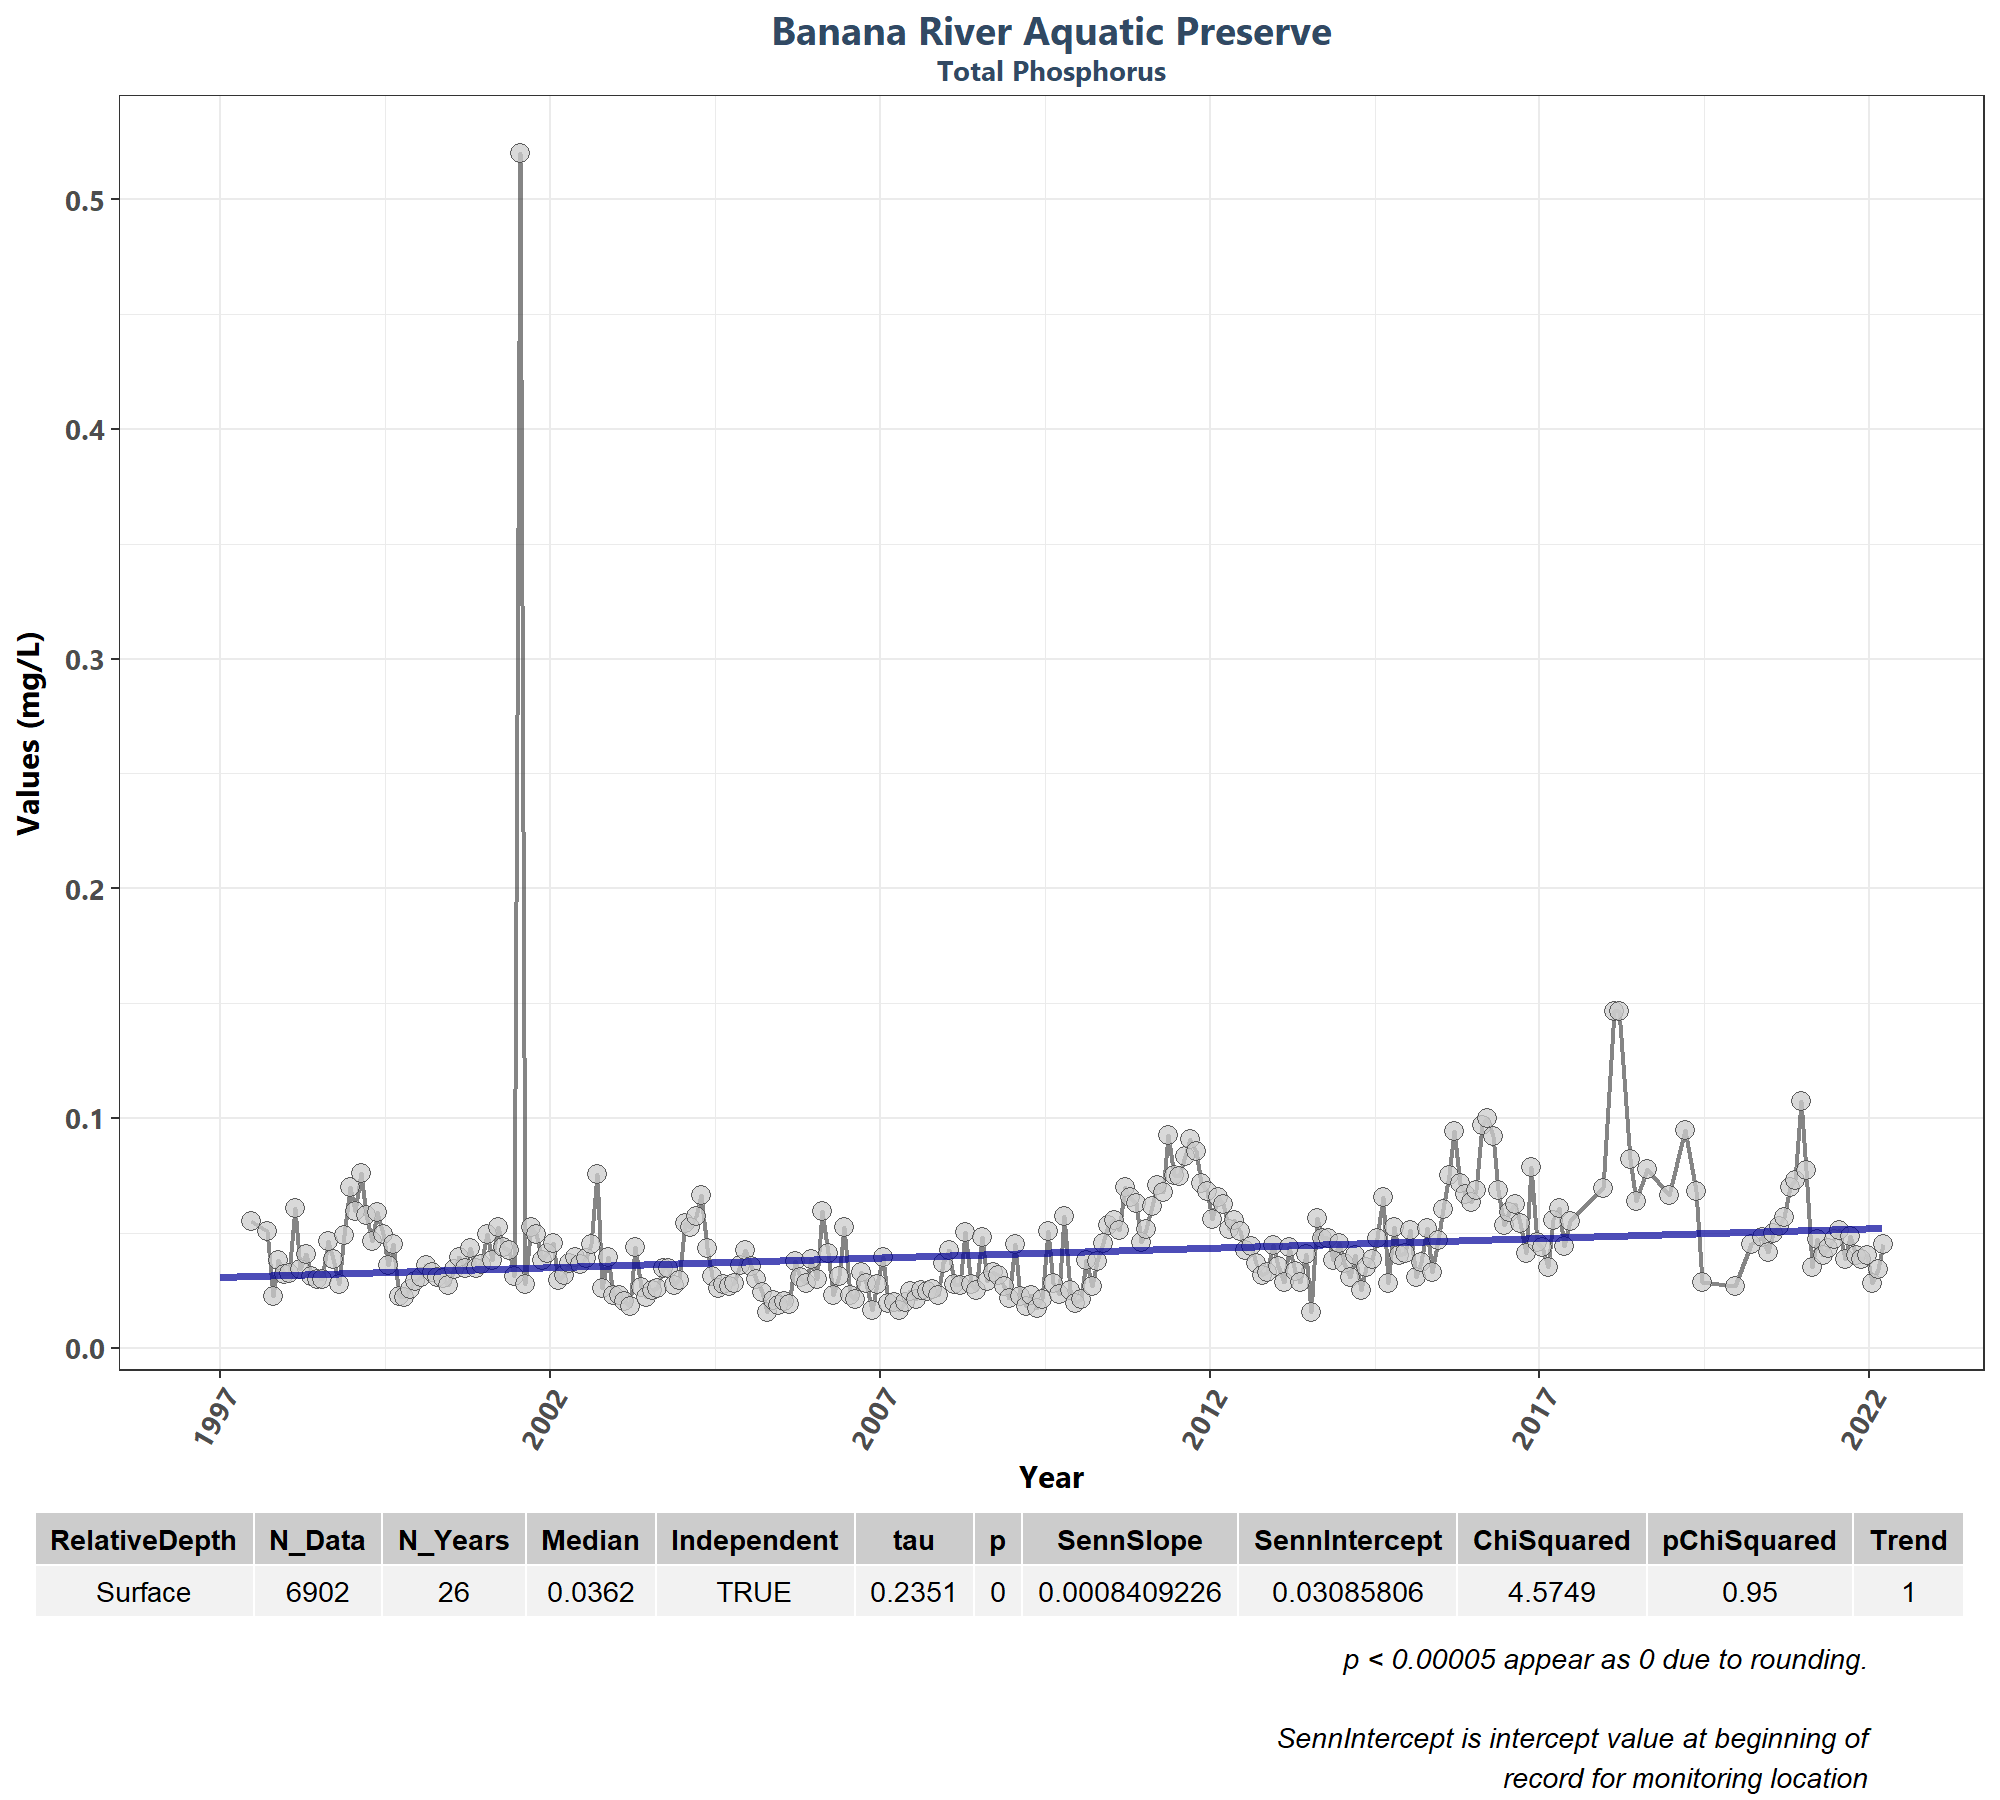 Banana River Aquatic Preserve
Total Phosphorus
Values (mg/L)
0.5
0.4
0.3
0.2
0.1
0.0
1997 2002 2007 2012 2017 2022
Year
RelativeDepth N_Data N_Years Median Independent tau p SennSlope SennIntercept ChiSquared pChiSquared Trend
Surface 6902 26 0.0362 TRUE 0.2351 0 0.0008409226 0.03085806 4.5749 0.95 1
p < 0.00005 appear as 0 due to rounding.
SennIntercept is intercept value at beginning of
record for monitoring location